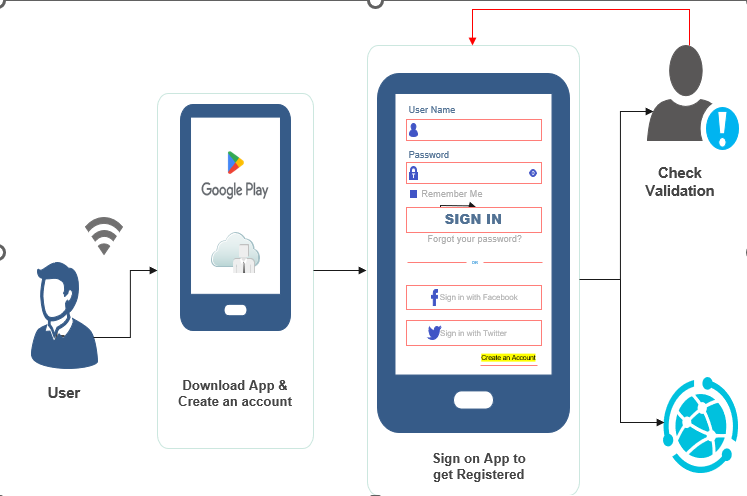 User
Google Play
Download App &
Create an account
User Name
Password
Remember Me
SIGN IN
Forgot your password?
OR
Sign in with Facebook
Sign in with Twitter
Create an Account
Sign on App to
get Registered
Check
Validation